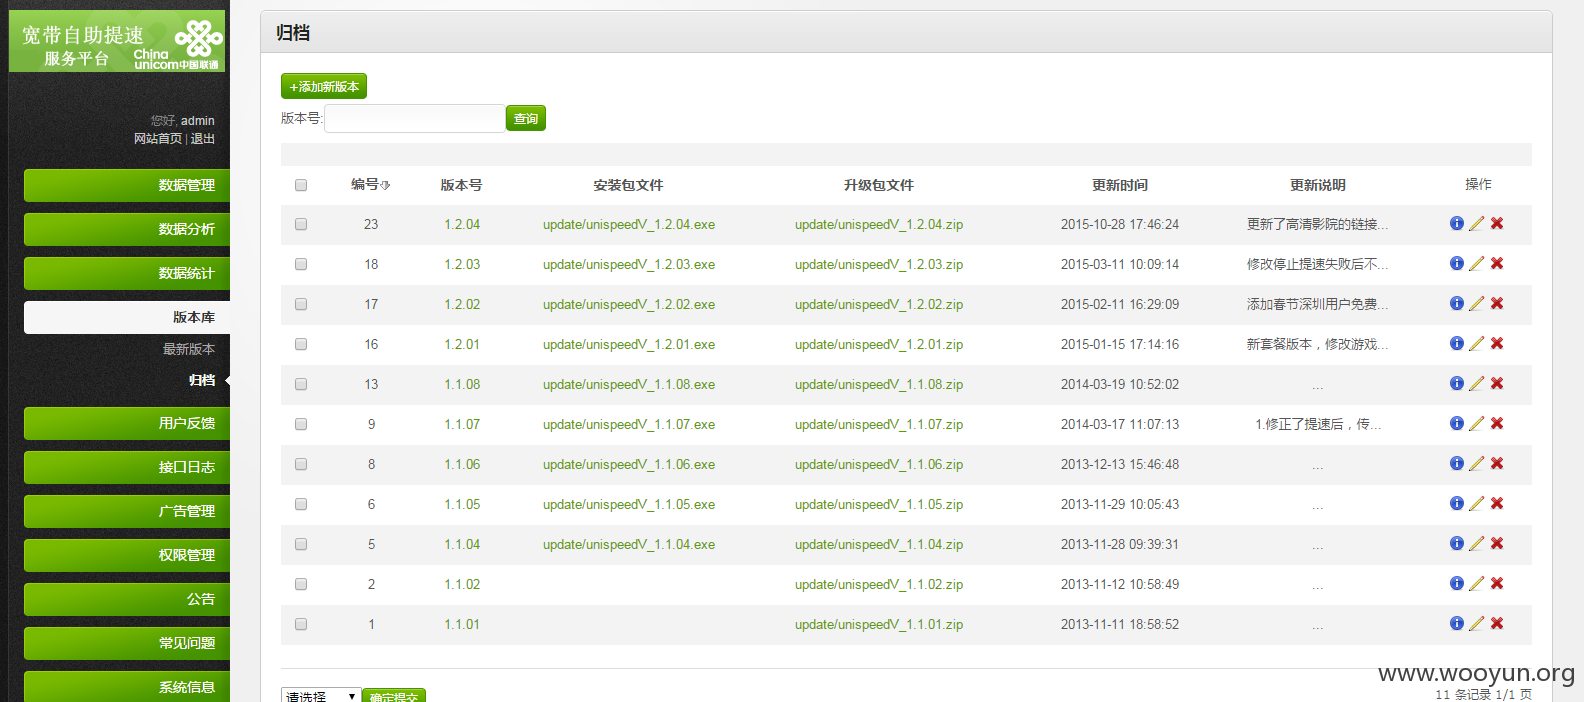 宽带自助提速
服务平台
China
unicom中国联通
您好, admin
网站首页 | 退出
数据管理
数据分析
数据统计
版本库
最新版本
归档
用户反馈
接口日志
广告管理
权限管理
公告
常见问题
系统信息
归档
+添加新版本
版本号:
查询
编号 版本号 安装包文件 升级包文件 更新时间 更新说明 操作
23 1.2.04 update/unispeedV_1.2.04.exe update/unispeedV_1.2.04.zip 2015-10-28 17:46:24 更新了高清影院的链接...
18 1.2.03 update/unispeedV_1.2.03.exe update/unispeedV_1.2.03.zip 2015-03-11 10:09:14 修改停止提速失败后不...
17 1.2.02 update/unispeedV_1.2.02.exe update/unispeedV_1.2.02.zip 2015-02-11 16:29:09 添加春节深圳用户免费...
16 1.2.01 update/unispeedV_1.2.01.exe update/unispeedV_1.2.01.zip 2015-01-15 17:14:16 新套餐版本，修改游戏...
13 1.1.08 update/unispeedV_1.1.08.exe update/unispeedV_1.1.08.zip 2014-03-19 10:52:02 ...
9 1.1.07 update/unispeedV_1.1.07.exe update/unispeedV_1.1.07.zip 2014-03-17 11:07:13 1.修正了提速后，传...
8 1.1.06 update/unispeedV_1.1.06.exe update/unispeedV_1.1.06.zip 2013-12-13 15:46:48 ...
6 1.1.05 update/unispeedV_1.1.05.exe update/unispeedV_1.1.05.zip 2013-11-29 10:05:43 ...
5 1.1.04 update/unispeedV_1.1.04.exe update/unispeedV_1.1.04.zip 2013-11-28 09:39:31 ...
2 1.1.02 update/unispeedV_1.1.02.zip 2013-11-12 10:58:49 ...
1 1.1.01 update/unispeedV_1.1.01.zip 2013-11-11 18:58:52 ...
请选择 确定提交
www.wooyun.org
11 条记录 1/1 页